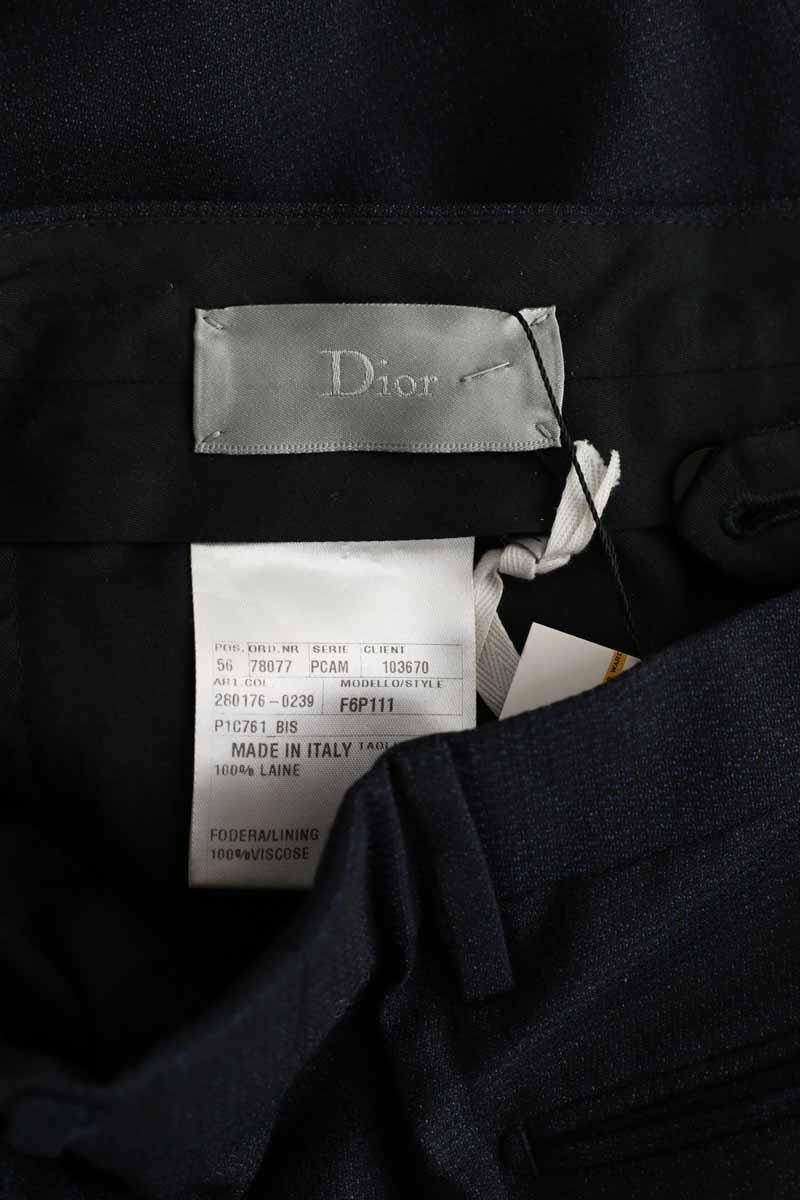 Dior
POS. ORD.NR SERIE CLIENT
56 78077 PCAM 103670
ART.COL. MODELLO/STYLE
280176-0239 F6P111
P1C761_BIS
MADE IN ITALY
100% LAINE
FODERA/LINING
100%VISCOSE